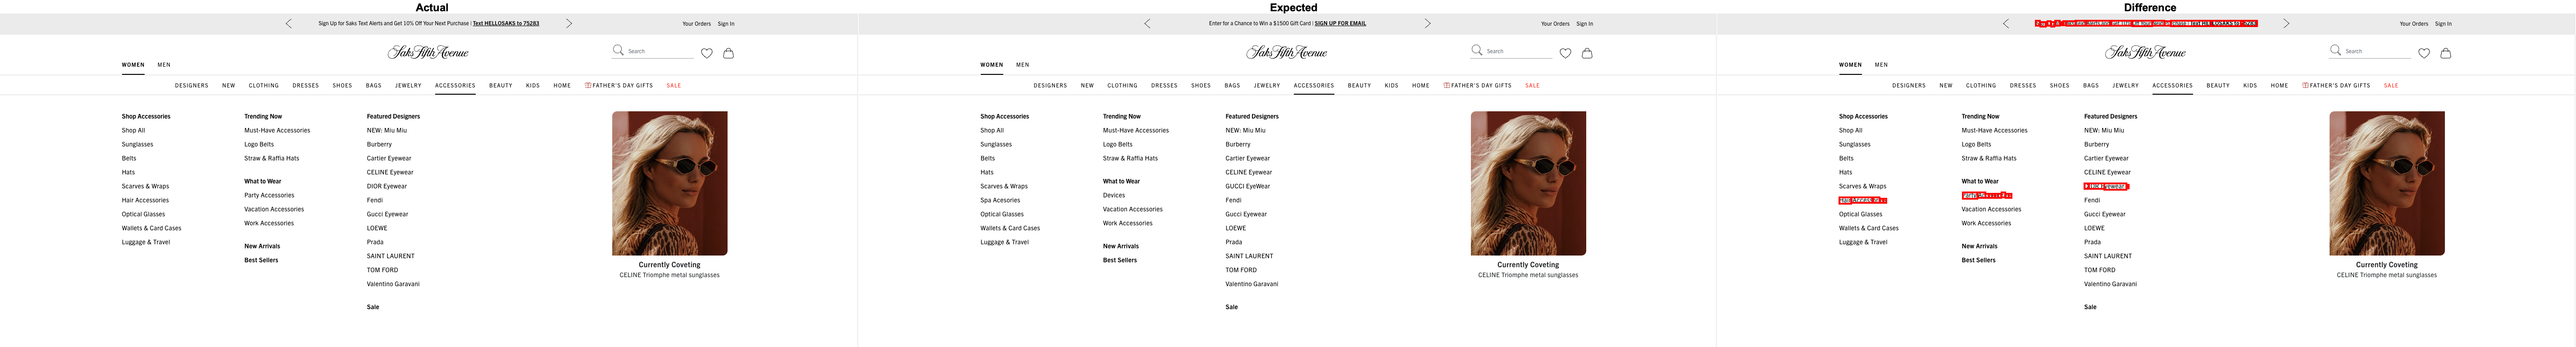 Actual
Sign Up for Saks Text Alerts and Get 10% Off Your Next Purchase | Text HELLOSAKS to 75283
Your Orders Sign In
Saks Fifth Avenue
Search
WOMEN MEN
DESIGNERS NEW CLOTHING DRESSES SHOES BAGS JEWELRY ACCESSORIES BEAUTY KIDS HOME FATHER'S DAY GIFTS SALE
Shop Accessories
Shop All
Sunglasses
Belts
Hats
Scarves & Wraps
Hair Accessories
Optical Glasses
Wallets & Card Cases
Luggage & Travel
Trending Now
Must-Have Accessories
Logo Belts
Straw & Raffia Hats
What to Wear
Party Accessories
Vacation Accessories
Work Accessories
New Arrivals
Best Sellers
Featured Designers
NEW: Miu Miu
Burberry
Cartier Eyewear
CELINE Eyewear
DIOR Eyewear
Fendi
Gucci Eyewear
LOEWE
Prada
SAINT LAURENT
TOM FORD
Valentino Garavani
Sale
Currently Coveting
CELINE Triomphe metal sunglasses
Expected
Enter for a Chance to Win a $1500 Gift Card | SIGN UP FOR EMAIL
Your Orders Sign In
Saks Fifth Avenue
Search
WOMEN MEN
DESIGNERS NEW CLOTHING DRESSES SHOES BAGS JEWELRY ACCESSORIES BEAUTY KIDS HOME FATHER'S DAY GIFTS SALE
Shop Accessories
Shop All
Sunglasses
Belts
Hats
Scarves & Wraps
Spa Acesories
Optical Glasses
Wallets & Card Cases
Luggage & Travel
Trending Now
Must-Have Accessories
Logo Belts
Straw & Raffia Hats
What to Wear
Devices
Vacation Accessories
Work Accessories
New Arrivals
Best Sellers
Featured Designers
NEW: Miu Miu
Burberry
Cartier Eyewear
CELINE Eyewear
GUCCI EyeWear
Fendi
Gucci Eyewear
LOEWE
Prada
SAINT LAURENT
TOM FORD
Valentino Garavani
Sale
Currently Coveting
CELINE Triomphe metal sunglasses
Difference
Text HELLOSAKS to 75283
Your Orders Sign In
Saks Fifth Avenue
Search
WOMEN MEN
DESIGNERS NEW CLOTHING DRESSES SHOES BAGS JEWELRY ACCESSORIES BEAUTY KIDS HOME FATHER'S DAY GIFTS SALE
Shop Accessories
Shop All
Sunglasses
Belts
Hats
Scarves & Wraps
Optical Glasses
Wallets & Card Cases
Luggage & Travel
Trending Now
Must-Have Accessories
Logo Belts
Straw & Raffia Hats
What to Wear
Vacation Accessories
Work Accessories
New Arrivals
Best Sellers
Featured Designers
NEW: Miu Miu
Burberry
Cartier Eyewear
CELINE Eyewear
Fendi
Gucci Eyewear
LOEWE
Prada
SAINT LAURENT
TOM FORD
Valentino Garavani
Sale
Currently Coveting
CELINE Triomphe metal sunglasses